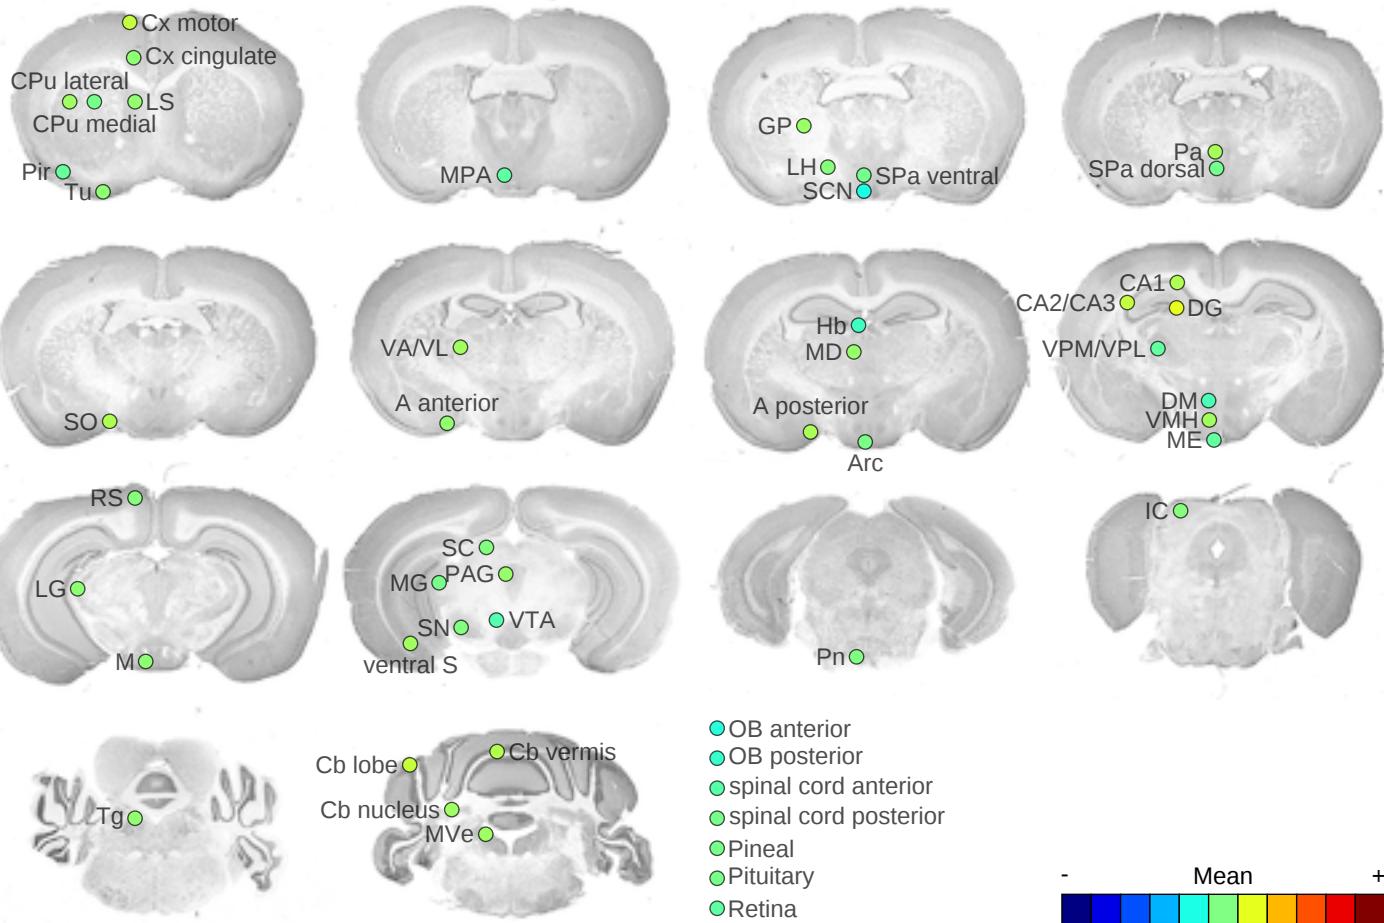 Cx motor
Cx cingulate
CPu lateral
LS
CPu medial
Pir
Tu
MPA
GP
LH
SPa ventral
SCN
Pa
SPa dorsal
SO
VA/VL
A anterior
Hb
MD
A posterior
Arc
CA1
CA2/CA3
DG
VPM/VPL
DM
VMH
ME
RS
LG
M
SC
MG
PAG
SN
VTA
ventral S
Pn
IC
Tg
Cb lobe
Cb vermis
Cb nucleus
MVe
OB anterior
OB posterior
spinal cord anterior
spinal cord posterior
Pineal
Pituitary
Retina
- Mean +